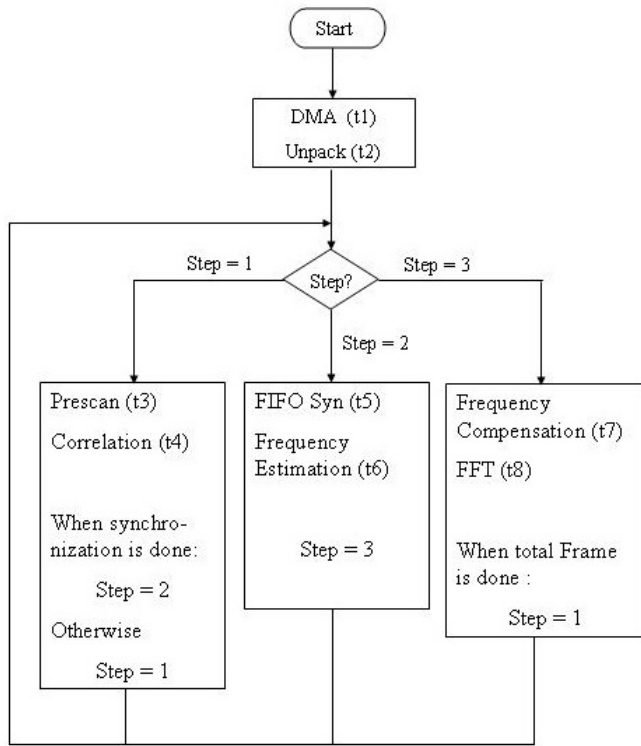 Start
DMA (t1)
Unpack (t2)
Step = 1
Step?
Step = 3
Step = 2
Prescan (t3)
Correlation (t4)
When synchro-
nization is done:
Step = 2
Otherwise
Step = 1
FIFO Syn (t5)
Frequency
Estimation (t6)
Step = 3
Frequency
Compensation (t7)
FFT (t8)
When total Frame
is done :
Step = 1